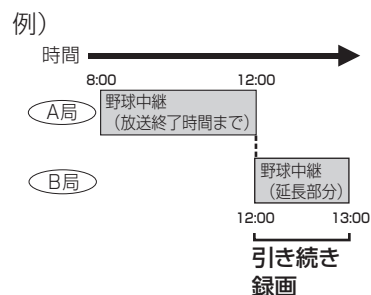 例）
時間
8:00 12:00
A局
野球中継
（放送終了時間まで）
B局
野球中継
（延長部分）
12:00 13:00
引き続き
録画